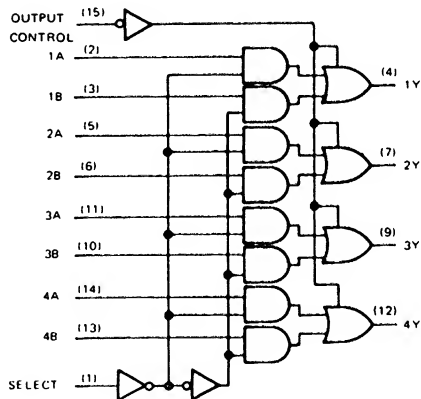 OUTPUT (15)
CONTROL
1A (2)
1B (3)
(4) 1Y
2A (5)
2B (6)
(7) 2Y
3A (11)
3B (10)
(9) 3Y
4A (14)
4B (13)
(12) 4Y
SELECT (1)